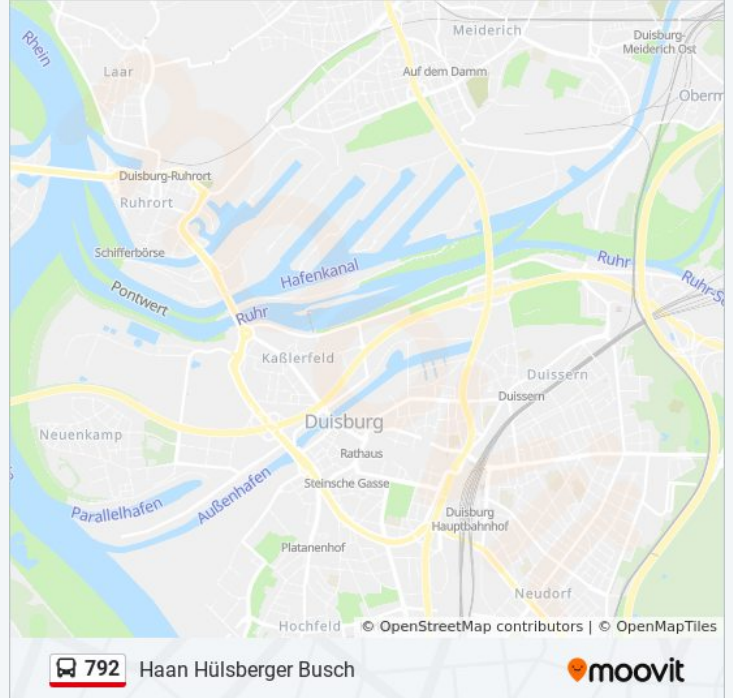 Rhein
Meiderich
Duisburg-
Meiderich Ost
Laar
Auf dem Damm
Duisburg-Ruhrort
Ruhrort
Schifferbörse
Hafenkanal
Ruhr
Pontwert
Ruhr
Kaßlerfeld
Duissern
Duissern
Duisburg
Neuenkamp
Rathaus
Steinsche Gasse
Außenhafen
Parallelhafen
Duisburg
Hauptbahnhof
Platanenhof
Neudorf
Hochfeld
© OpenStreetMap contributors | © OpenMapTiles
792 Haan Hülsberger Busch
moovit